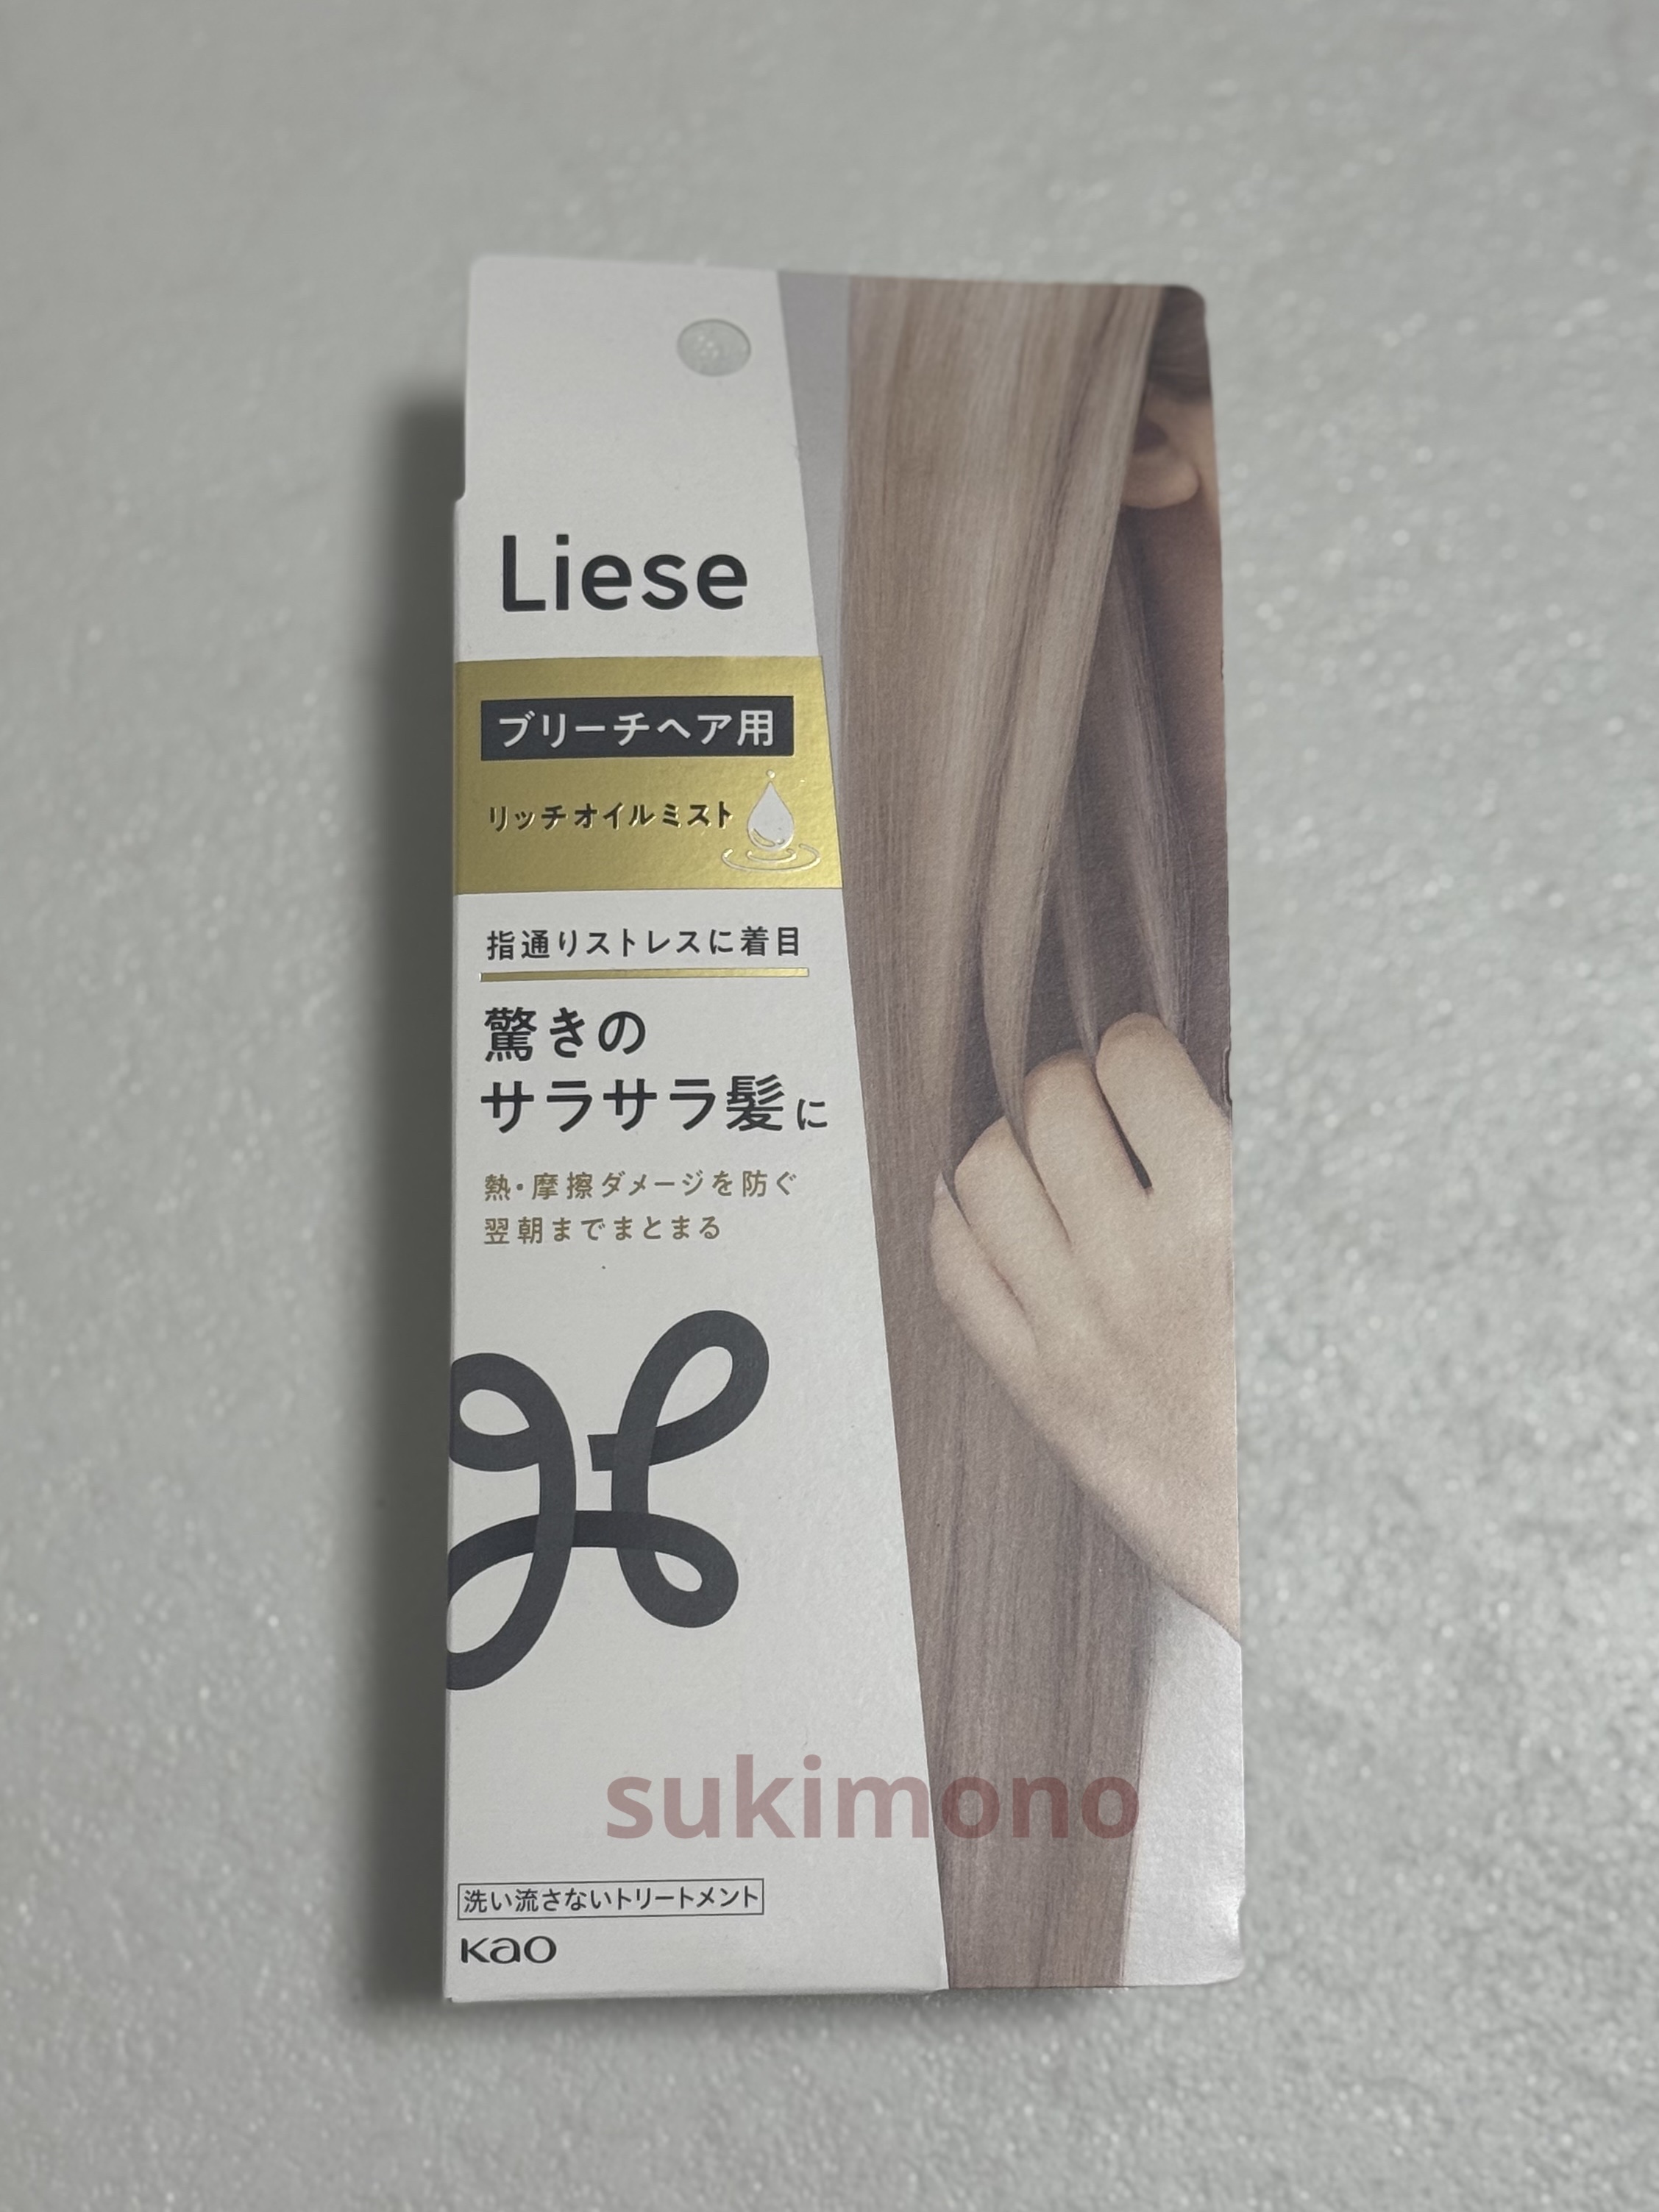 Liese
ブリーチヘア用
リッチオイルミスト
指通りストレスに着目
驚きの
サラサラ髪に
熱・摩擦ダメージを防ぐ
翌朝までまとまる
sukimono
洗い流さないトリートメント
Kao